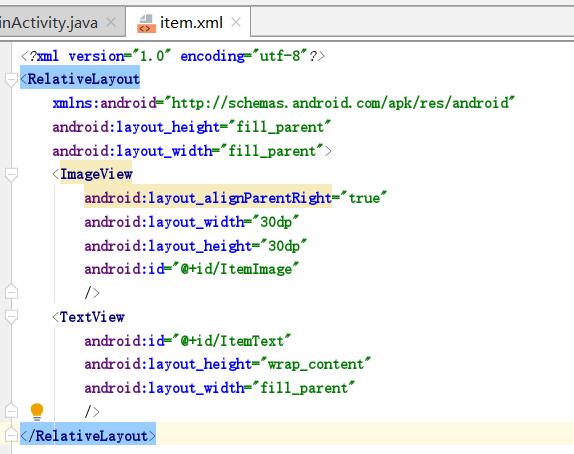 inActivity.java × item.xml ×
<?xml version="1.0" encoding="utf-8"?>
<RelativeLayout
xmlns:android="http://schemas.android.com/apk/res/android"
android:layout_height="fill_parent"
android:layout_width="fill_parent">
<ImageView
android:layout_alignParentRight="true"
android:layout_width="30dp"
android:layout_height="30dp"
android:id="@+id/ItemImage"
/>
<TextView
android:id="@+id/ItemText"
android:layout_height="wrap_content"
android:layout_width="fill_parent"
/>
</RelativeLayout>